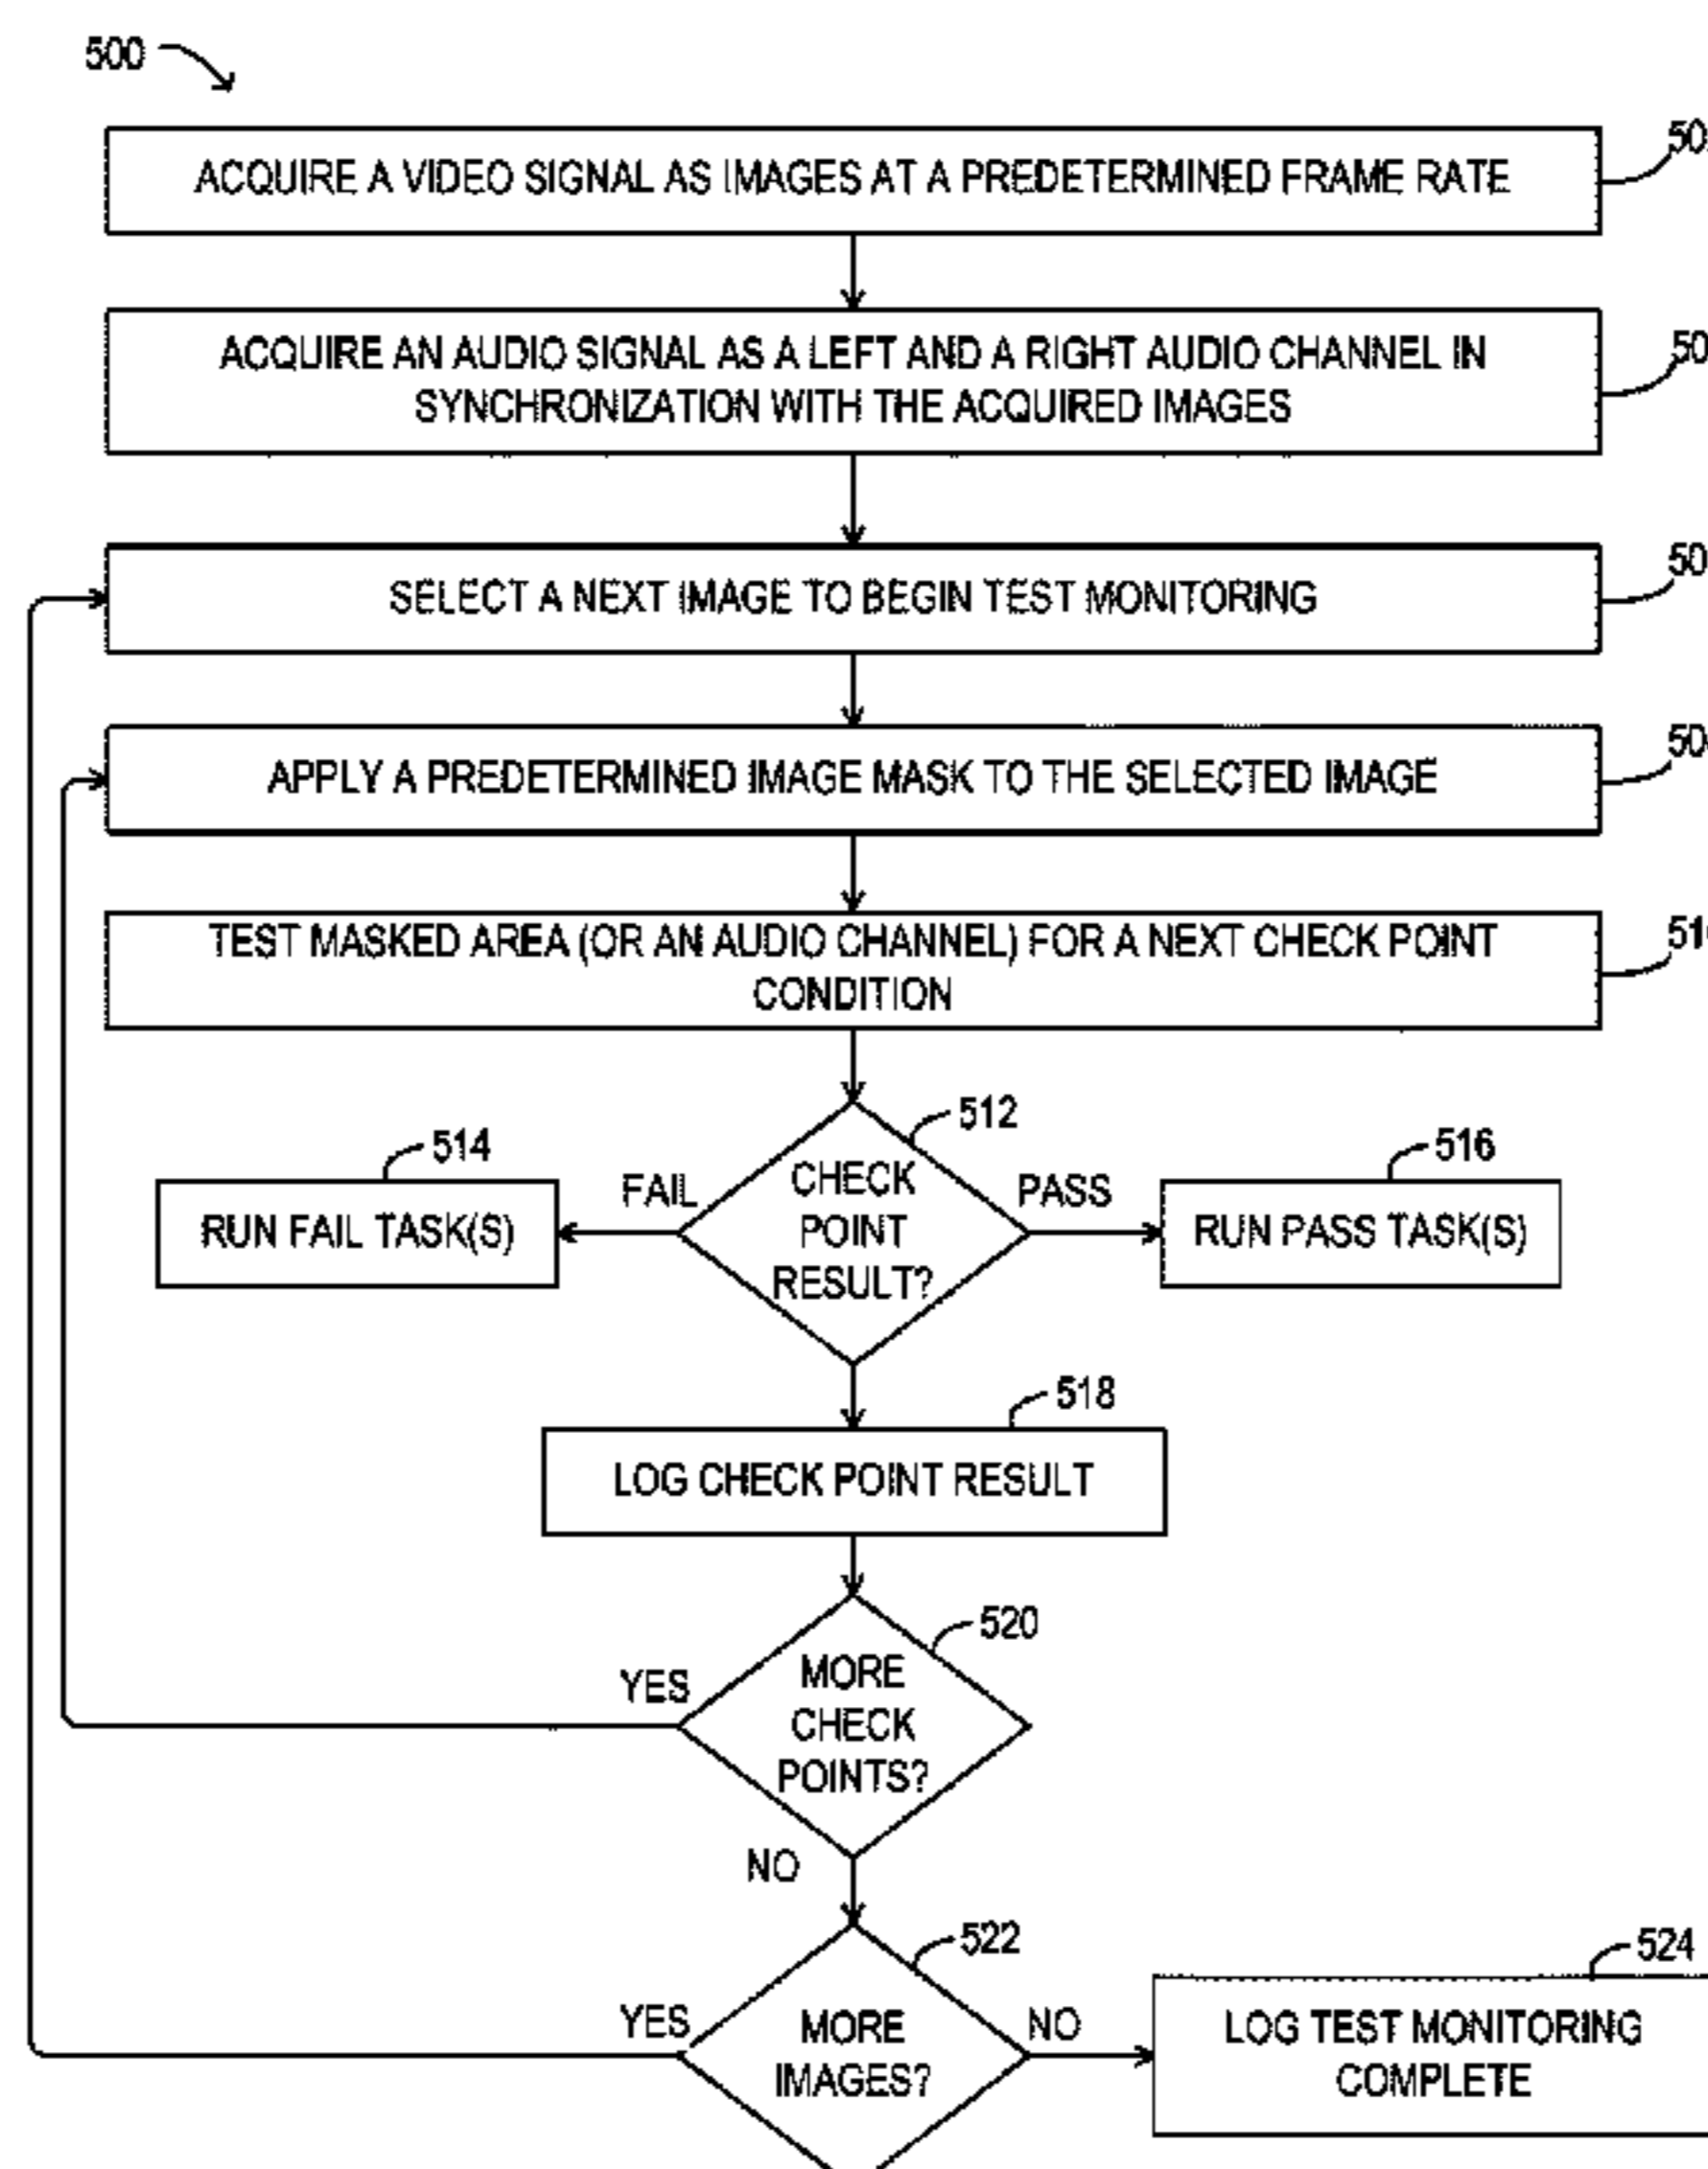 500
ACQUIRE A VIDEO SIGNAL AS IMAGES AT A PREDETERMINED FRAME RATE
ACQUIRE AN AUDIO SIGNAL AS A LEFT AND A RIGHT AUDIO CHANNEL IN
SYNCHRONIZATION WITH THE ACQUIRED IMAGES
SELECT A NEXT IMAGE TO BEGIN TEST MONITORING
APPLY A PREDETERMINED IMAGE MASK TO THE SELECTED IMAGE
TEST MASKED AREA (OR AN AUDIO CHANNEL) FOR A NEXT CHECK POINT
CONDITION
512
514
516
FAIL
CHECK
POINT
RESULT?
PASS
RUN FAIL TASK(S)
RUN PASS TASK(S)
518
LOG CHECK POINT RESULT
520
YES
MORE
CHECK
POINTS?
NO
522
524
YES
MORE
IMAGES?
NO
LOG TEST MONITORING
COMPLETE